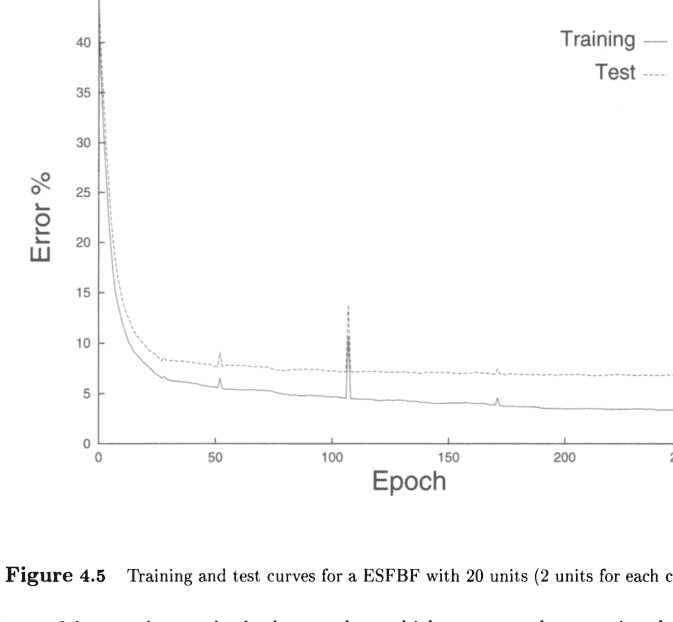 40
35
30
25
20
15
10
5
0
Error %
Training
Test
0 50 100 150 200
Epoch
Figure 4.5 Training and test curves for a ESFBF with 20 units (2 units for each c